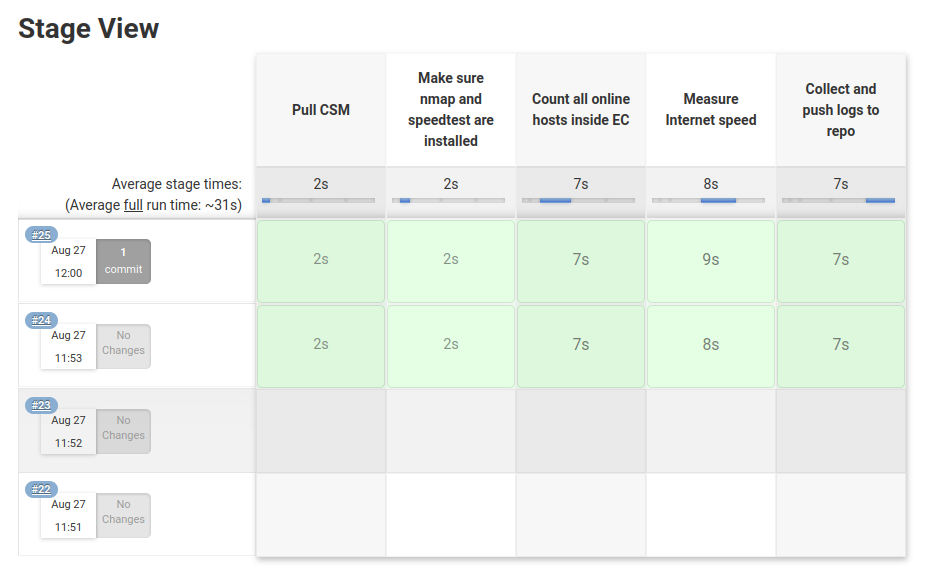 Stage View
Pull CSM
Make sure
nmap and
speedtest are
installed
Count all online
hosts inside EC
Measure
Internet speed
Collect and
push logs to
repo
Average stage times:
(Average full run time: ~31s)
2s
2s
7s
8s
7s
#25
Aug 27
12:00
1
commit
2s
2s
7s
9s
7s
#24
Aug 27
11:53
No
Changes
2s
2s
7s
8s
7s
#23
Aug 27
11:52
No
Changes
#22
Aug 27
11:51
No
Changes